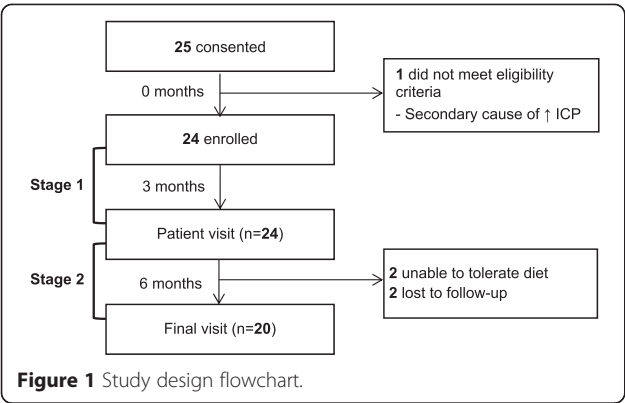 25 consented
1 did not meet eligibility
criteria
- Secondary cause of ↑ ICP
0 months
24 enrolled
Stage 1
3 months
Patient visit (n=24)
Stage 2
6 months
2 unable to tolerate diet
2 lost to follow-up
Final visit (n=20)
Figure 1 Study design flowchart.